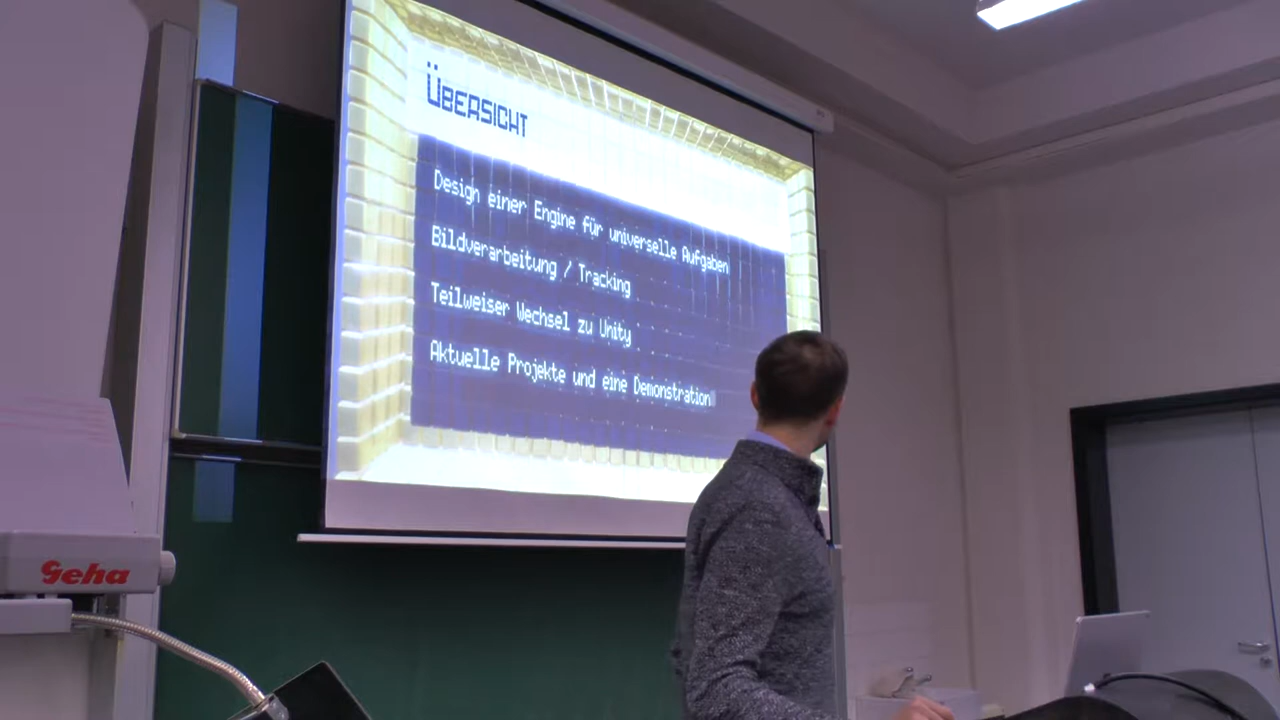 Übersicht
Design einer Engine für universelle Aufgaben
Bildverarbeitung / Tracking
Teilweiser Wechsel zu Unity
Aktuelle Projekte und eine Demonstration
Geha